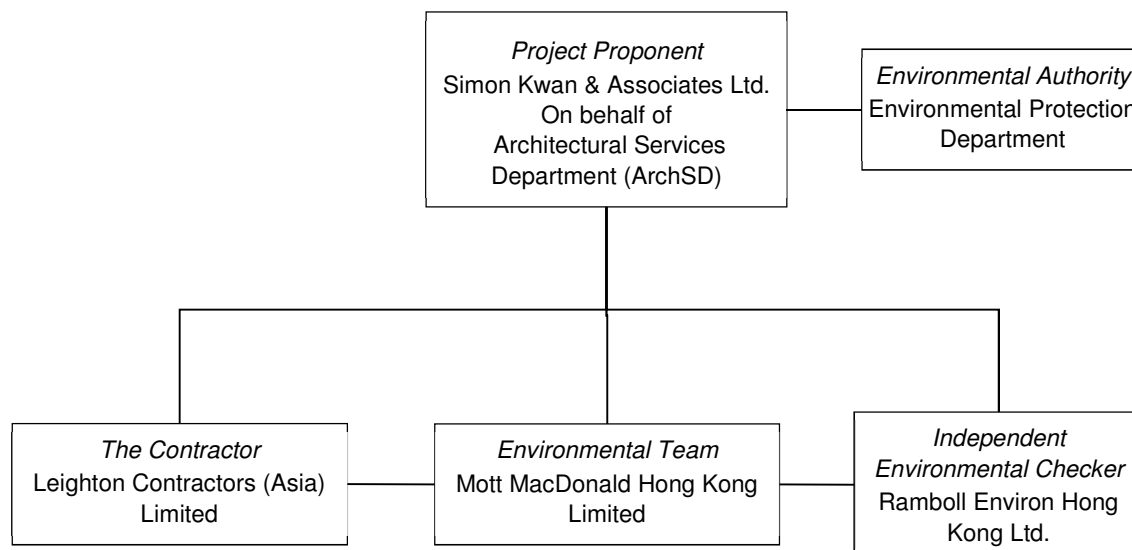 Project Proponent
Simon Kwan & Associates Ltd.
On behalf of
Architectural Services
Department (ArchSD)
Environmental Authority
Environmental Protection
Department
The Contractor
Leighton Contractors (Asia)
Limited
Environmental Team
Mott MacDonald Hong Kong
Limited
Independent
Environmental Checker
Ramboll Environ Hong
Kong Ltd.